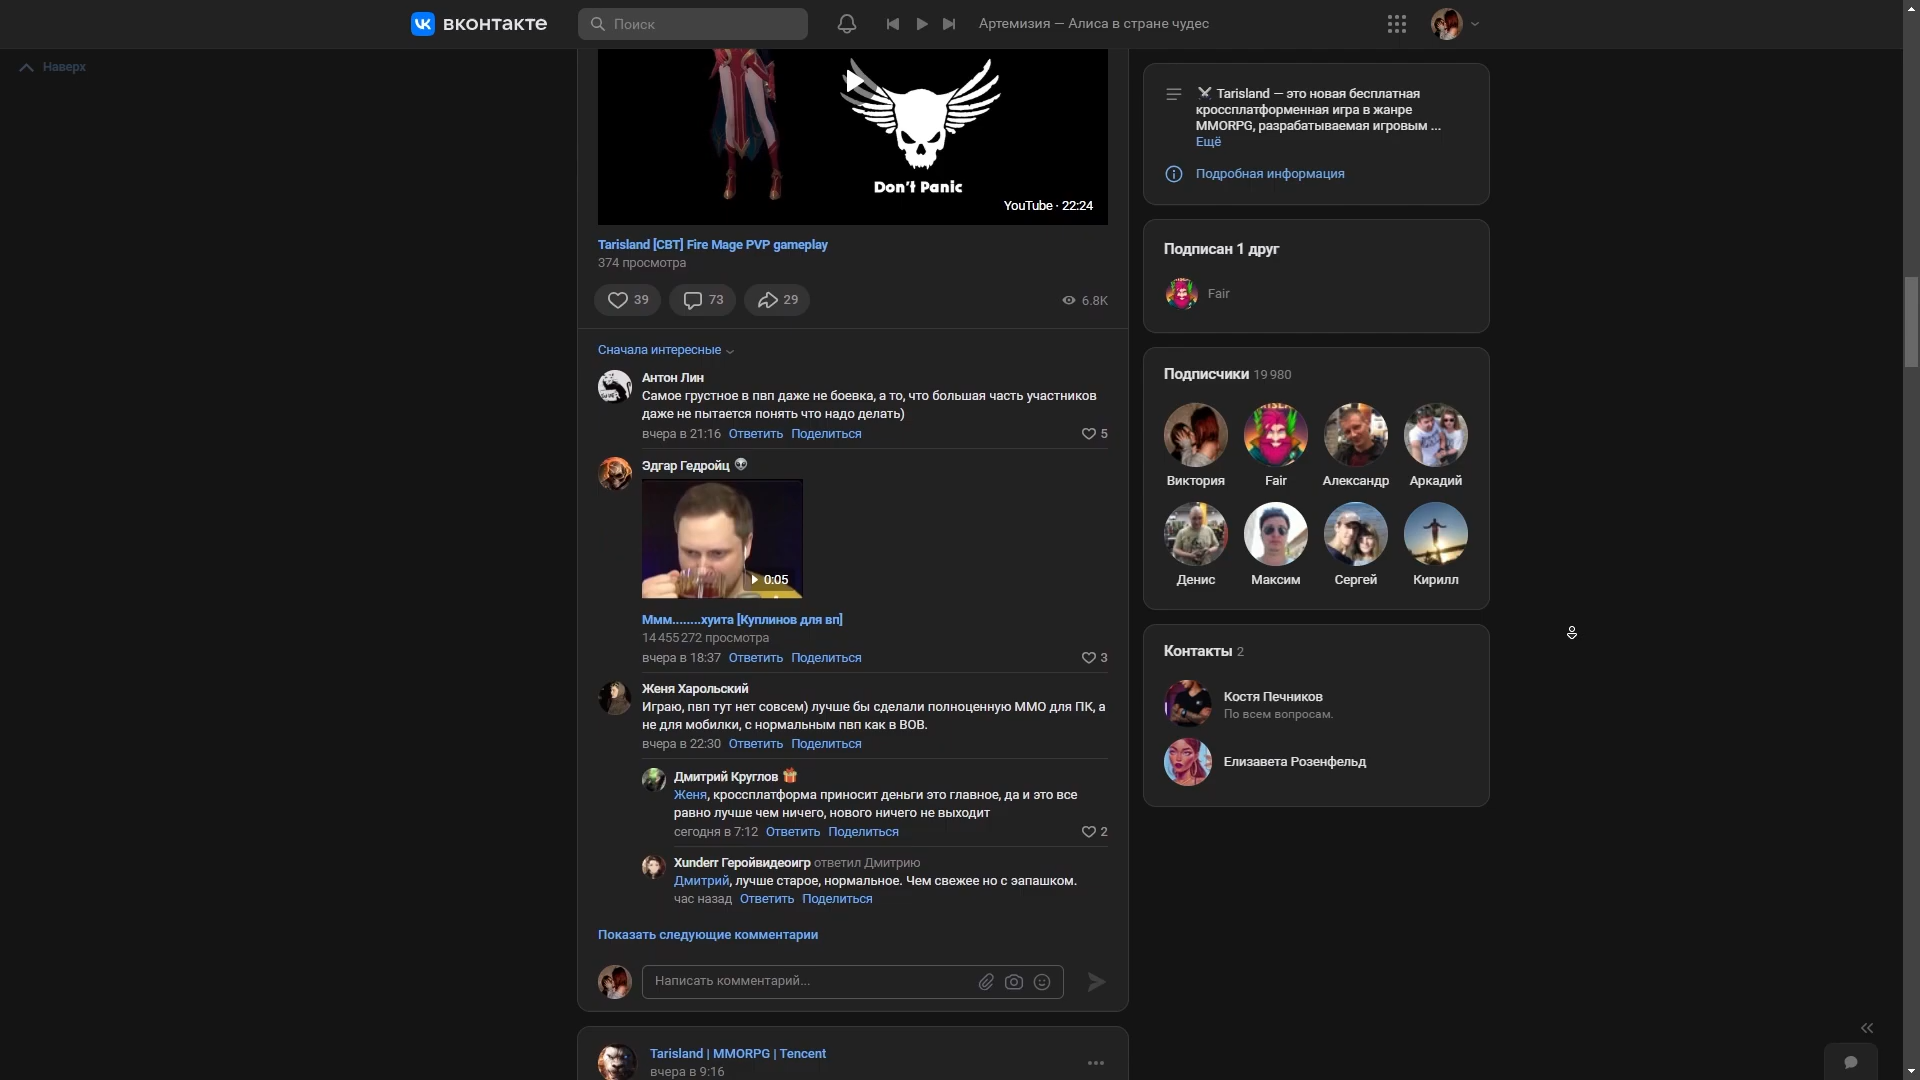 вконтакте
Поиск
Артемизия — Алиса в стране чудес
Наверх
Don't Panic
YouTube · 22:24
Tarisland [CBT] Fire Mage PVP gameplay
374 просмотра
39
73
29
6.8K
Сначала интересные
Антон Лин
Самое грустное в пвп даже не боевка, а то, что большая часть участников
даже не пытается понять что надо делать)
вчера в 21:16 Ответить Поделиться
5
Эдгар Гедройц
0:05
Ммм........хуита [Куплинов для вп]
14 455 272 просмотра
вчера в 18:37 Ответить Поделиться
3
Женя Харольский
Играю, пвп тут нет совсем) лучше бы сделали полноценную ММО для ПК, а
не для мобилки, с нормальным пвп как в ВОВ.
вчера в 22:30 Ответить Поделиться
Дмитрий Круглов
Женя, кроссплатформа приносит деньги это главное, да и это все
равно лучше чем ничего, нового ничего не выходит
сегодня в 7:12 Ответить Поделиться
2
Xunderr Геройвидеоигр ответил Дмитрию
Дмитрий, лучше старое, нормальное. Чем свежее но с эапашком.
час назад Ответить Поделиться
Показать следующие комментарии
Написать комментарий...
Tarisland | MMORPG | Tencent
вчера в 9:16
Tarisland — это новая бесплатная
кроссплатформенная игра в жанре
MMORPG, разрабатываемая игровым ...
Ещё
Подробная информация
Подписан 1 друг
Fair
Подписчики 19 980
Виктория
Fair
Александр
Аркадий
Денис
Максим
Сергей
Кирилл
Контакты 2
Костя Печников
По всем вопросам.
Елизавета Розенфельд